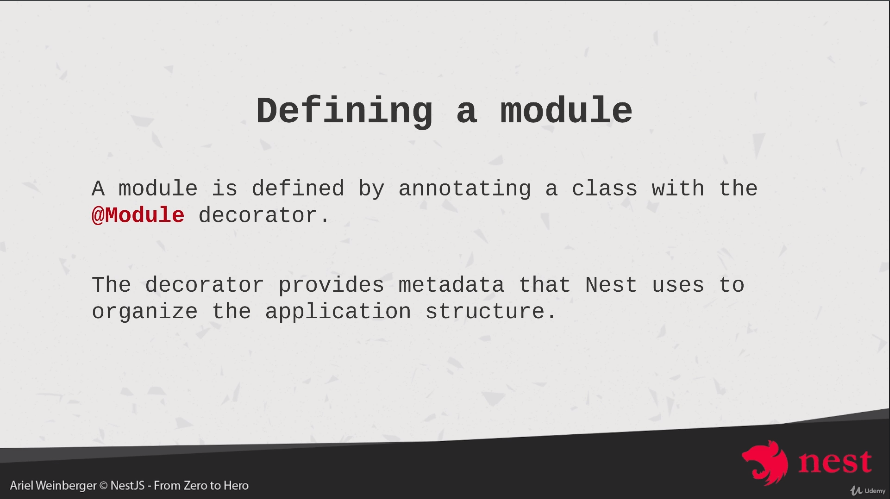 Defining a module
A module is defined by annotating a class with the
@Module decorator.
The decorator provides metadata that Nest uses to
organize the application structure.
nest
Ariel Weinberger © NestJS - From Zero to Hero
Udemy